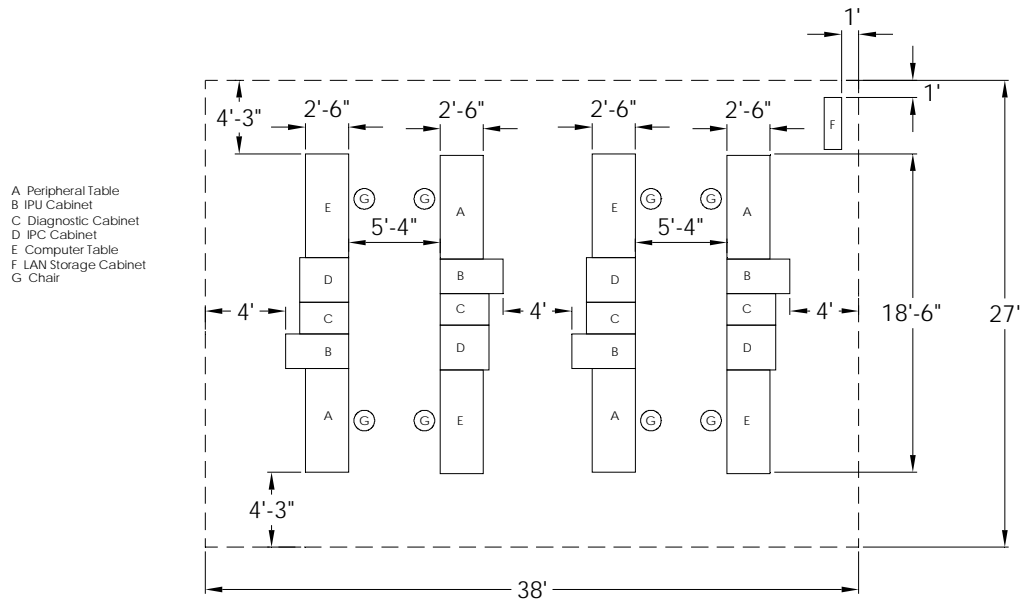 1'
1'
4'-3"
2'-6"
2'-6"
2'-6"
2'-6"
F
A Peripheral Table
B IPU Cabinet
C Diagnostic Cabinet
D IPC Cabinet
E Computer Table
F LAN Storage Cabinet
G Chair
E
G
G
A
E
G
G
A
5'-4"
5'-4"
D
B
D
B
4'
C
C
4'
C
C
4'
18'-6"
27'
B
D
B
D
A
G
G
E
A
G
G
E
4'-3"
38'